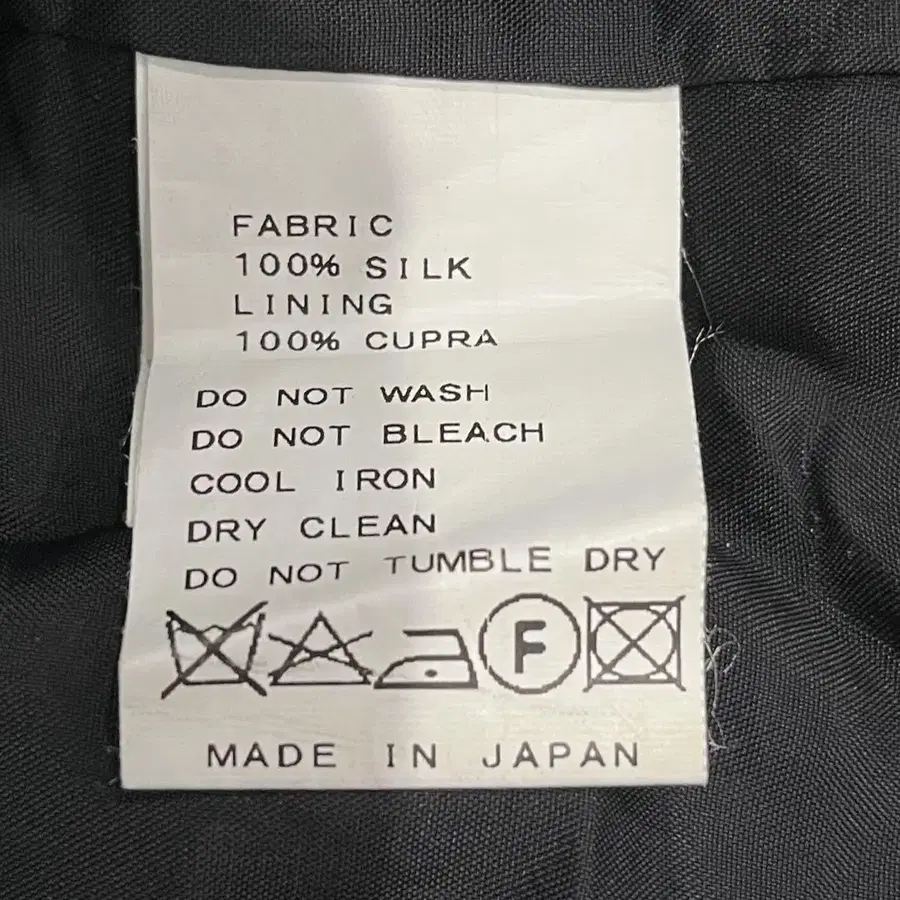 FABRIC
100% SILK
LINING
100% CUPRA
DO NOT WASH
DO NOT BLEACH
COOL IRON
DRY CLEAN
DO NOT TUMBLE DRY
F
MADE IN JAPAN